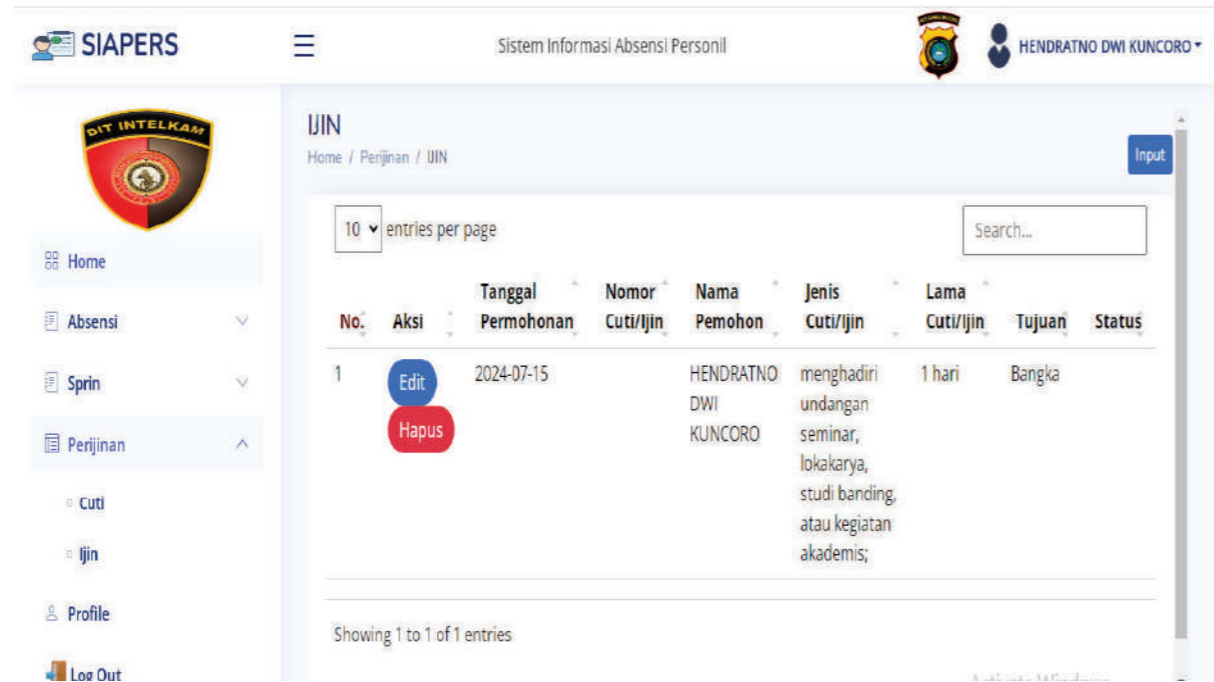 SIAPERS
Sistem Informasi Absensi Personil
HENDRATNO DWI KUNCORO
DIT INTELKAM
Home
Absensi
Sprin
Perijinan
Cuti
Ijin
Profile
Log Out
IJIN
Home / Perijinan / IJIN
Input
10 entries per page
Search...
No. Aksi Tanggal Permohonan Nomor Cuti/Ijin Nama Pemohon Jenis Cuti/Ijin Lama Cuti/Ijin Tujuan Status
1 Edit 2024-07-15 HENDRATNO menghadiri 1 hari Bangka
DWI undangan
Hapus KUNCORO seminar,
lokakarya,
studi banding,
atau kegiatan
akademis;
Showing 1 to 1 of 1 entries
Activate Windows